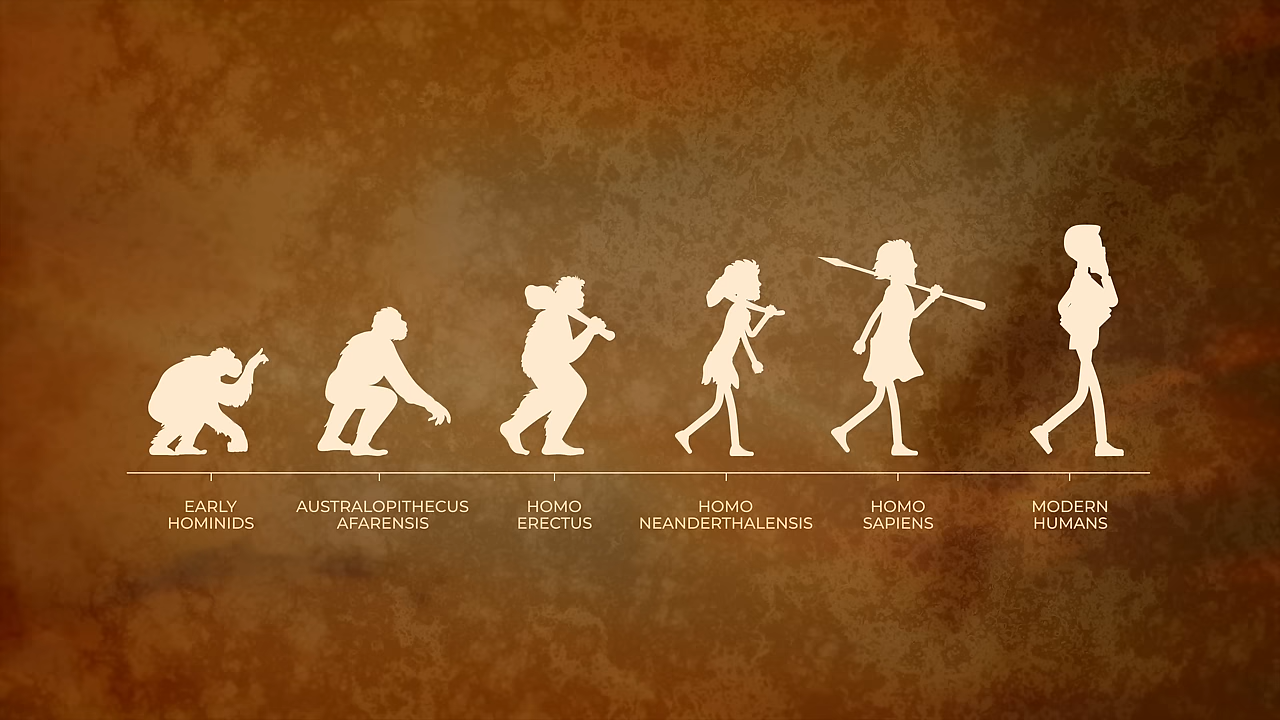 EARLY
HOMINIDS
AUSTRALOPITHECUS
AFARENSIS
HOMO
ERECTUS
HOMO
NEANDERTHALENSIS
HOMO
SAPIENS
MODERN
HUMANS